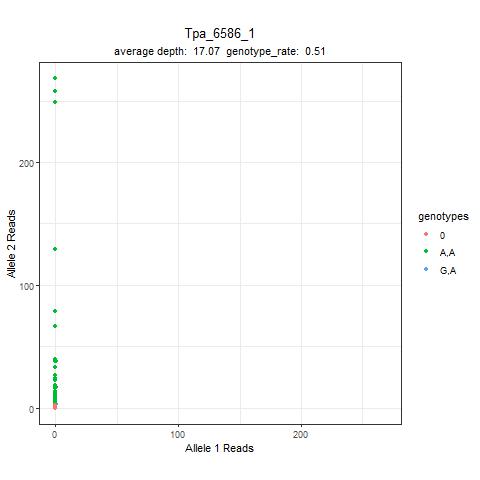 Tpa_6586_1
average depth:  17.07  genotype_rate:  0.51
Allele 2 Reads
200
100
0
0
100
200
Allele 1 Reads
genotypes
0
A,A
G,A